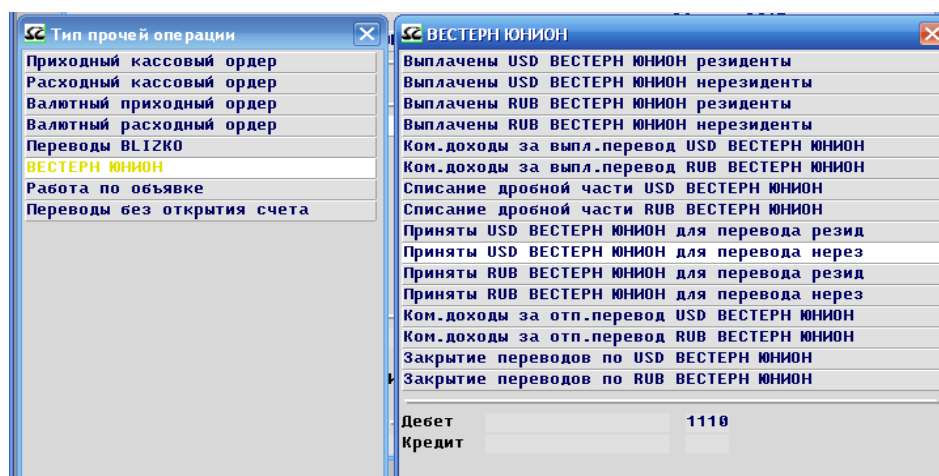 Тип прочей операции
Приходный кассовый ордер
Расходный кассовый ордер
Валютный приходный ордер
Валютный расходный ордер
Переводы BLIZKO
ВЕСТЕРН ЮНИОН
Работа по объявке
Переводы без открытия счета
ВЕСТЕРН ЮНИОН
Выплачены USD ВЕСТЕРН ЮНИОН резиденты
Выплачены USD ВЕСТЕРН ЮНИОН нерезиденты
Выплачены RUB ВЕСТЕРН ЮНИОН резиденты
Выплачены RUB ВЕСТЕРН ЮНИОН нерезиденты
Ком.доходы за выпл.перевод USD ВЕСТЕРН ЮНИОН
Ком.доходы за выпл.перевод RUB ВЕСТЕРН ЮНИОН
Списание дробной части USD ВЕСТЕРН ЮНИОН
Списание дробной части RUB ВЕСТЕРН ЮНИОН
Приняты USD ВЕСТЕРН ЮНИОН для перевода резид
Приняты USD ВЕСТЕРН ЮНИОН для перевода нерез
Приняты RUB ВЕСТЕРН ЮНИОН для перевода резид
Приняты RUB ВЕСТЕРН ЮНИОН для перевода нерез
Ком.доходы за отп.перевод USD ВЕСТЕРН ЮНИОН
Ком.доходы за отп.перевод RUB ВЕСТЕРН ЮНИОН
Закрытие переводов по USD ВЕСТЕРН ЮНИОН
Закрытие переводов по RUB ВЕСТЕРН ЮНИОН
Дебет 1110
Кредит